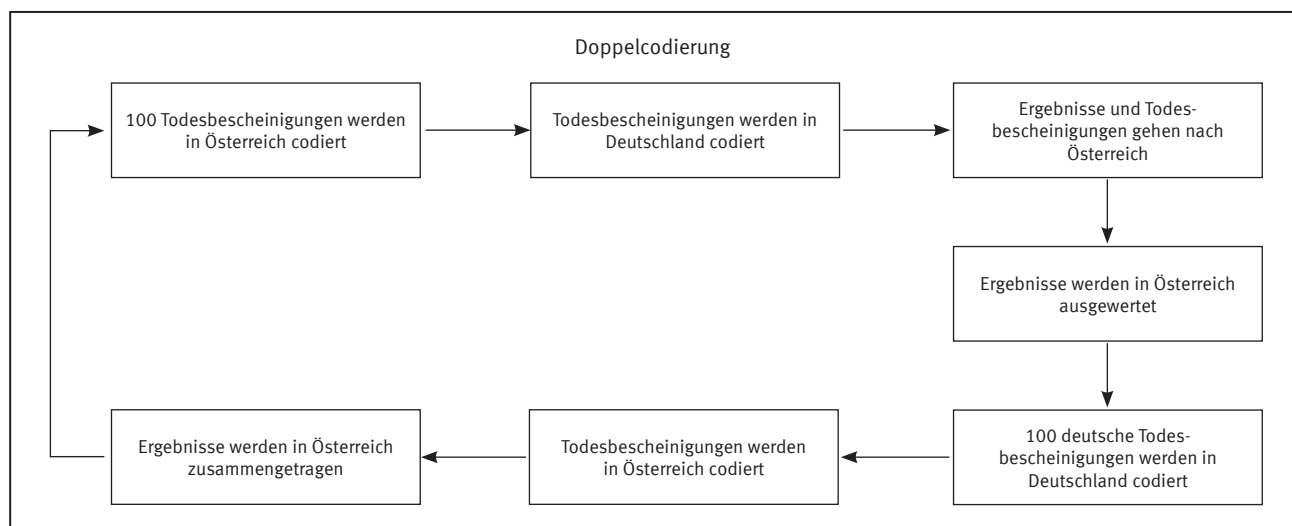 Doppelcodierung
100 Todesbescheinigungen werden
in Österreich codiert
Todesbescheinigungen werden in
Deutschland codiert
Ergebnisse und Todes-
bescheinigungen gehen nach
Österreich
Ergebnisse werden in Österreich
ausgewertet
100 deutsche Todes-
bescheinigungen werden in
Deutschland codiert
Todesbescheinigungen werden
in Österreich codiert
Ergebnisse werden in Österreich
zusammengetragen